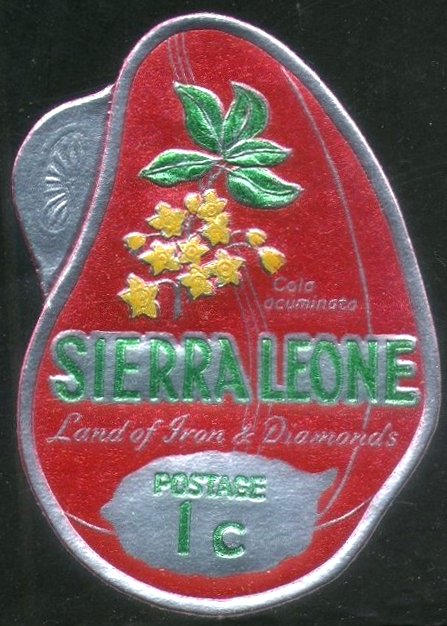 Cola
acuminata
SIERRA LEONE
Land of Iron & Diamonds
POSTAGE
1c